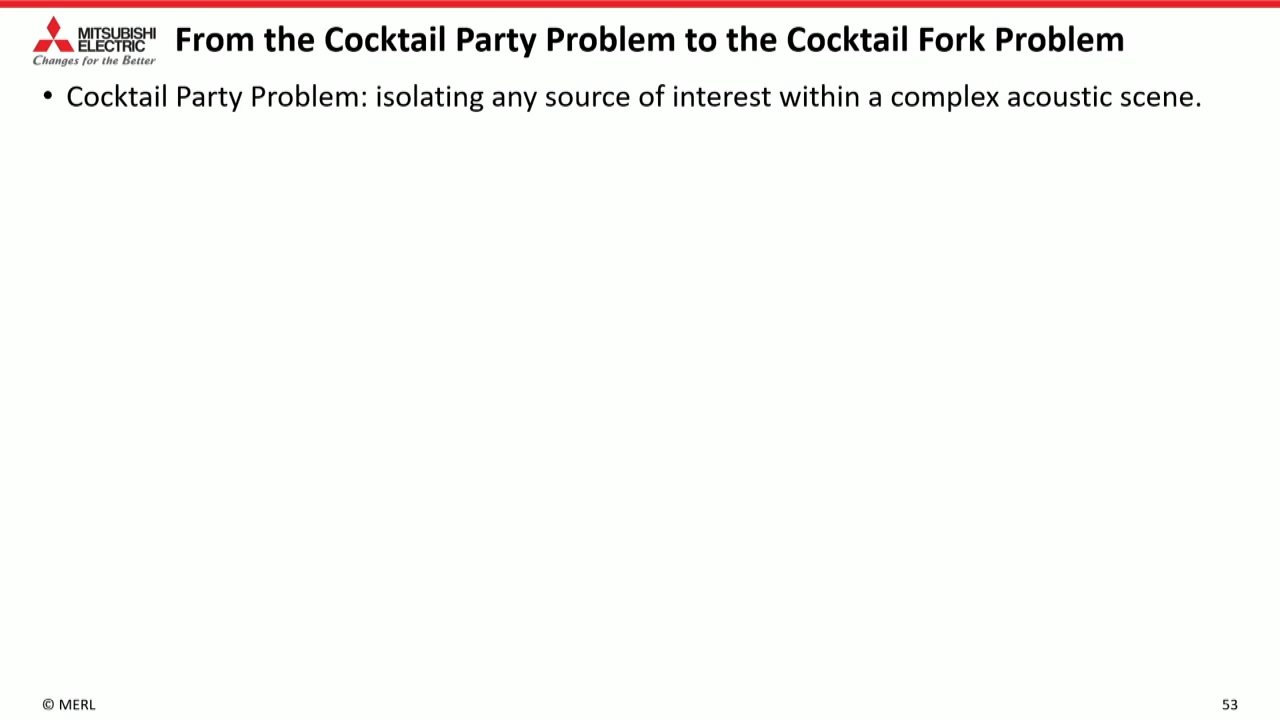 MITSUBISHI
ELECTRIC
Changes for the Better
From the Cocktail Party Problem to the Cocktail Fork Problem
• Cocktail Party Problem: isolating any source of interest within a complex acoustic scene.
© MERL
53